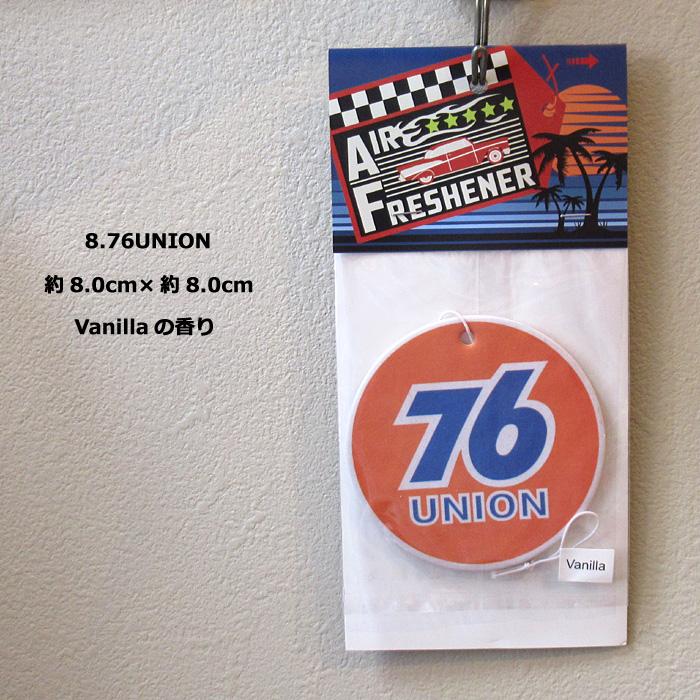 8.76UNION
約8.0cm×約8.0cm
Vanillaの香り
AIR
FRESHENER
76
UNION
Vanilla